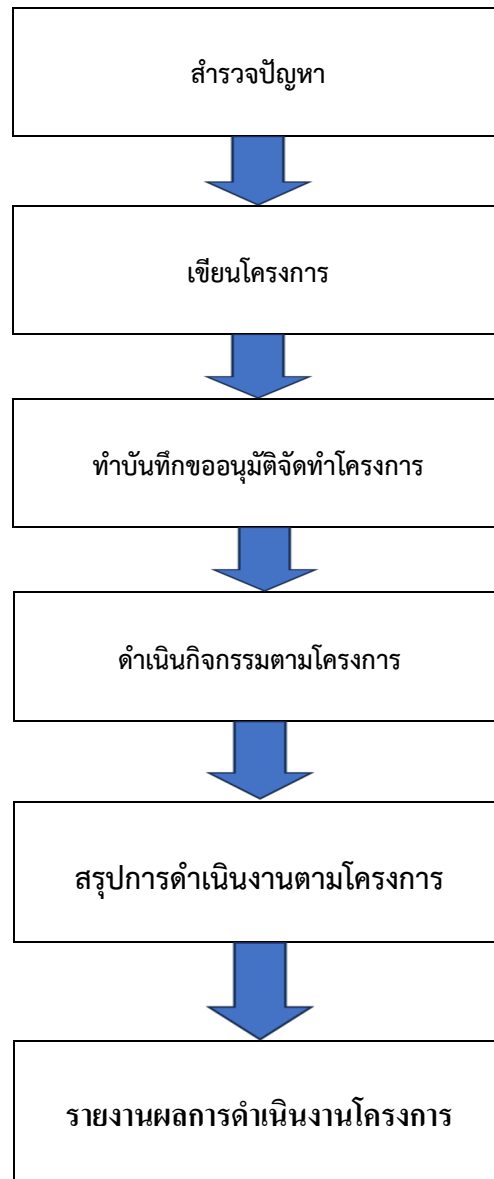 สำรวจปัญหา
เขียนโครงการ
ทำบันทึกขออนุมัติจัดทำโครงการ
ดำเนินกิจกรรมตามโครงการ
สรุปการดำเนินงานตามโครงการ
รายงานผลการดำเนินงานโครงการ